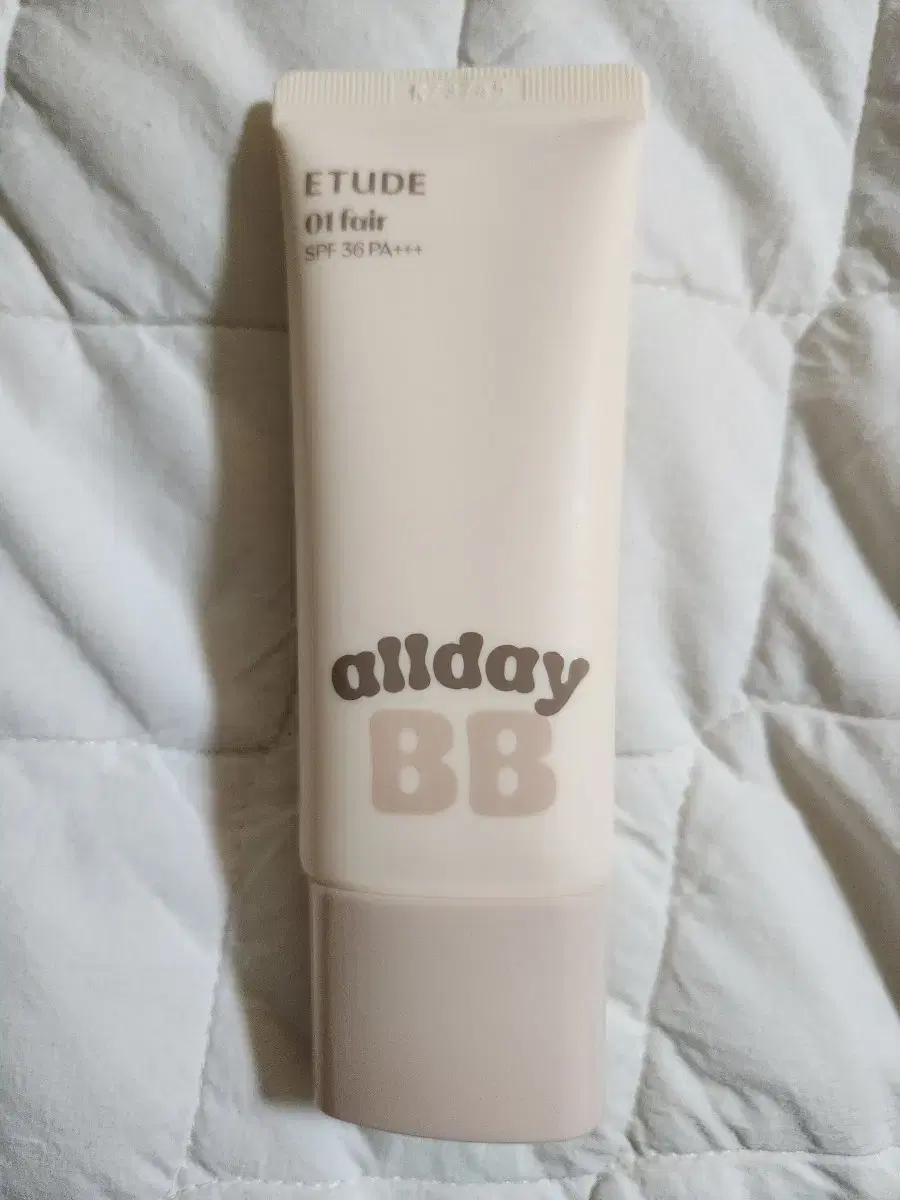 ETUDE
01 fair
SPF 36 PA+++
allday
BB